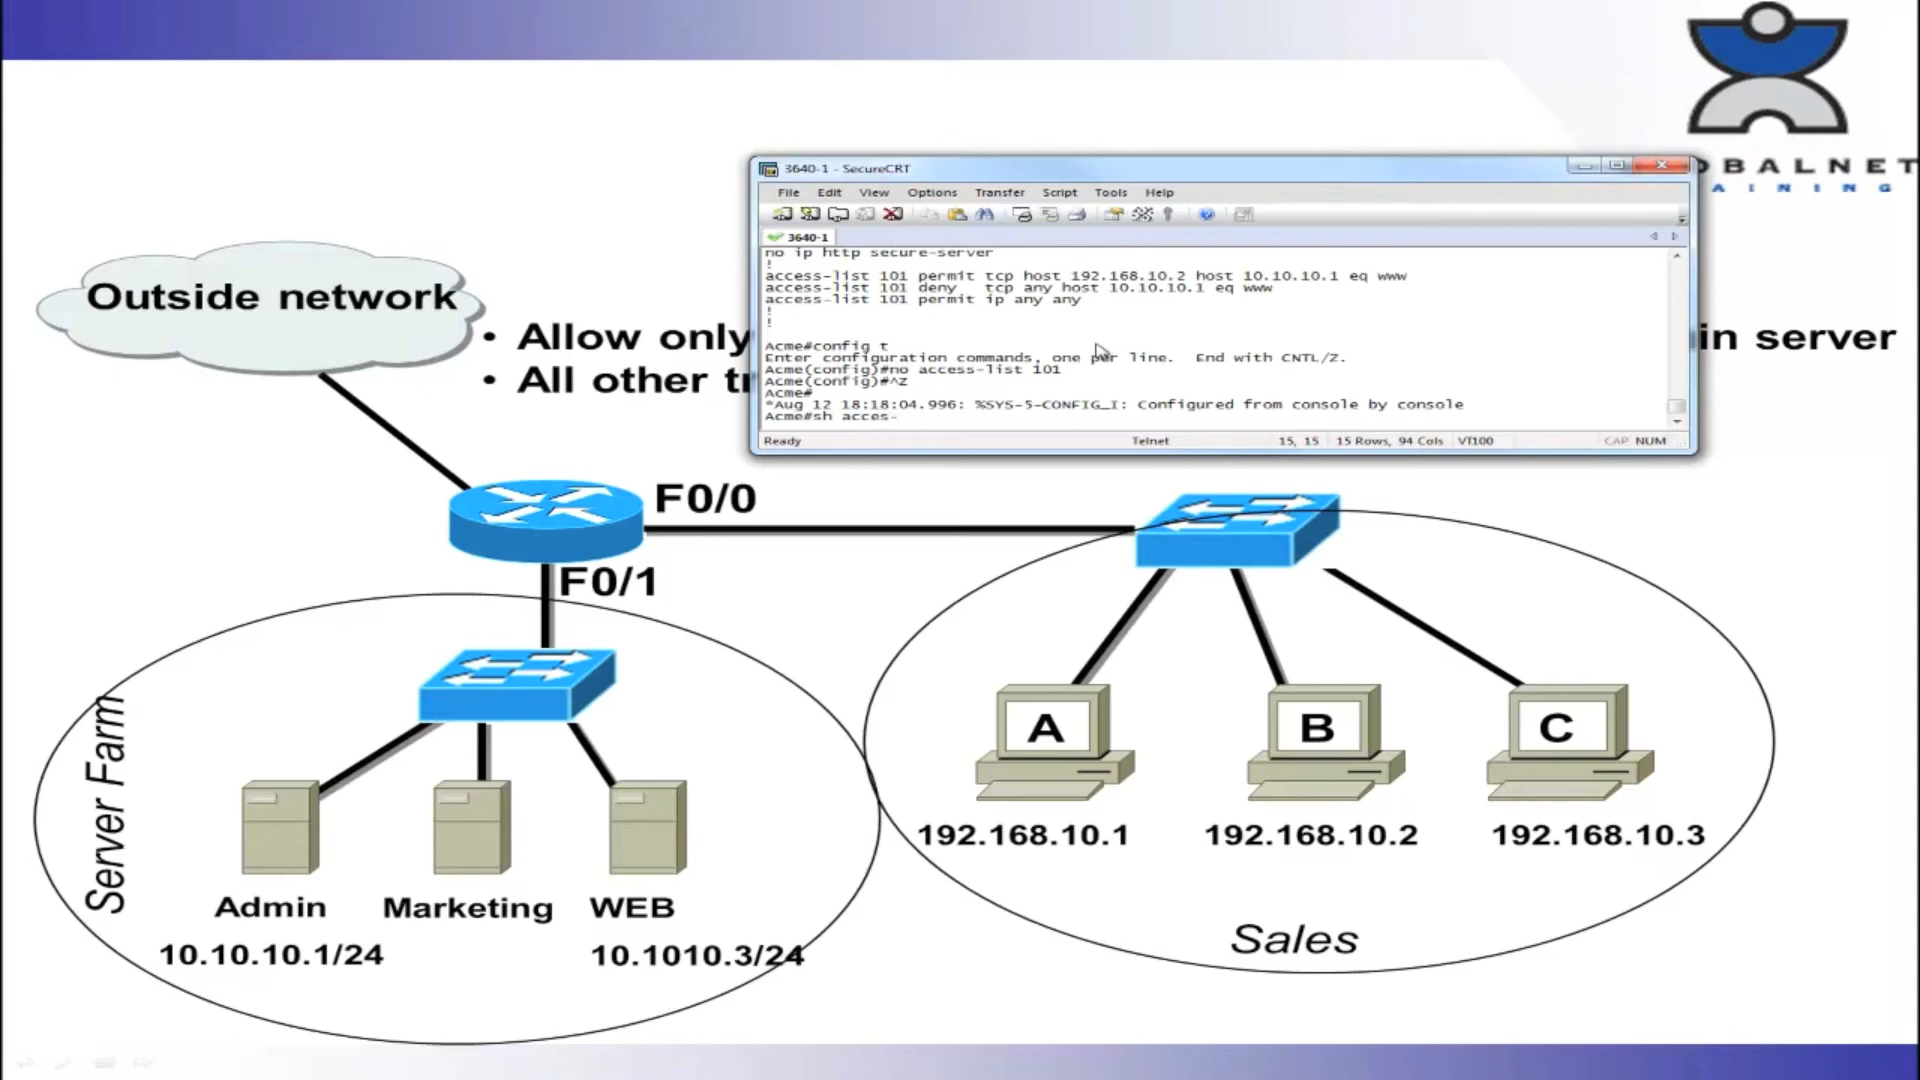 OBALNET
AINING
3640-1 - SecureCRT
File Edit View Options Transfer Script Tools Help
3640-1
no ip http secure-server
!
access-list 101 permit tcp host 192.168.10.2 host 10.10.10.1 eq www
access-list 101 deny   tcp any host 10.10.10.1 eq www
access-list 101 permit ip any any
!
!
Acme#config t
Enter configuration commands, one per line.  End with CNTL/Z.
Acme(config)#no access-list 101
Acme(config)#^Z
Acme#
*Aug 12 18:18:04.996: %SYS-5-CONFIG_I: Configured from console by console
Acme#sh acces-
Ready Telnet 15, 15 15 Rows, 94 Cols VT100 CAP NUM
Outside network
• Allow only in server
• All other tr
F0/0
F0/1
Server Farm
A B C
192.168.10.1 192.168.10.2 192.168.10.3
Admin Marketing WEB
10.10.10.1/24 10.1010.3/24
Sales